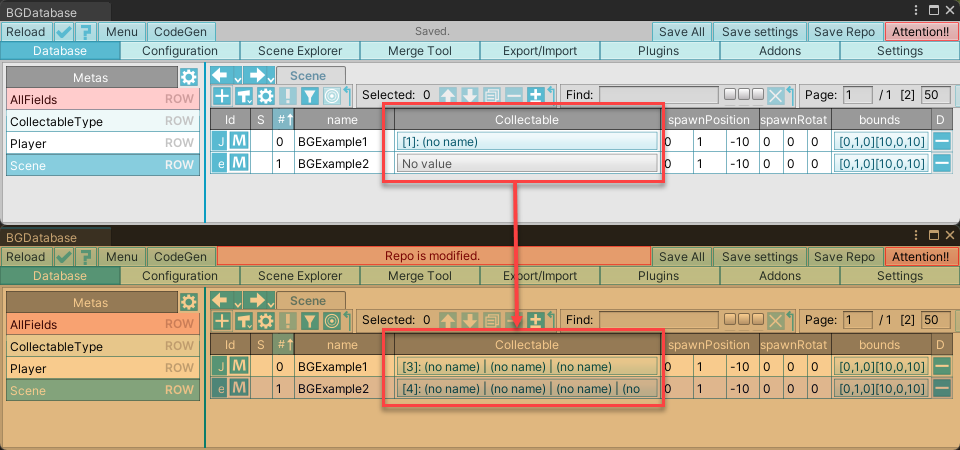 BGDatabase
Reload Menu CodeGen Saved. Save All Save settings Save Repo Attention!!
Database Configuration Scene Explorer Merge Tool Export/Import Plugins Addons Settings
Metas Scene
Selected: 0 Find: Page: 1 / 1 [2] 50
AllFields ROW
CollectableType ROW
Player ROW
Scene ROW
Id S # name Collectable spawnPosition spawnRotat bounds D
J M 0 BGExample1 [1]: (no name) 0 1 -10 0 0 0 [0,1,0][10,0,10]
e M 1 BGExample2 No value 0 1 -10 0 0 0 [0,1,0][10,0,10]
BGDatabase
Reload Menu CodeGen Repo is modified. Save All Save settings Save Repo Attention!!
Database Configuration Scene Explorer Merge Tool Export/Import Plugins Addons Settings
Metas Scene
Selected: 0 Find: Page: 1 / 1 [2] 50
AllFields ROW
CollectableType ROW
Player ROW
Scene ROW
Id S # name Collectable spawnPosition spawnRotat bounds D
J M 0 BGExample1 [3]: (no name) | (no name) | (no name) 0 1 -10 0 0 0 [0,1,0][10,0,10]
e M 1 BGExample2 [4]: (no name) | (no name) | (no name) | (no 0 1 -10 0 0 0 [0,1,0][10,0,10]